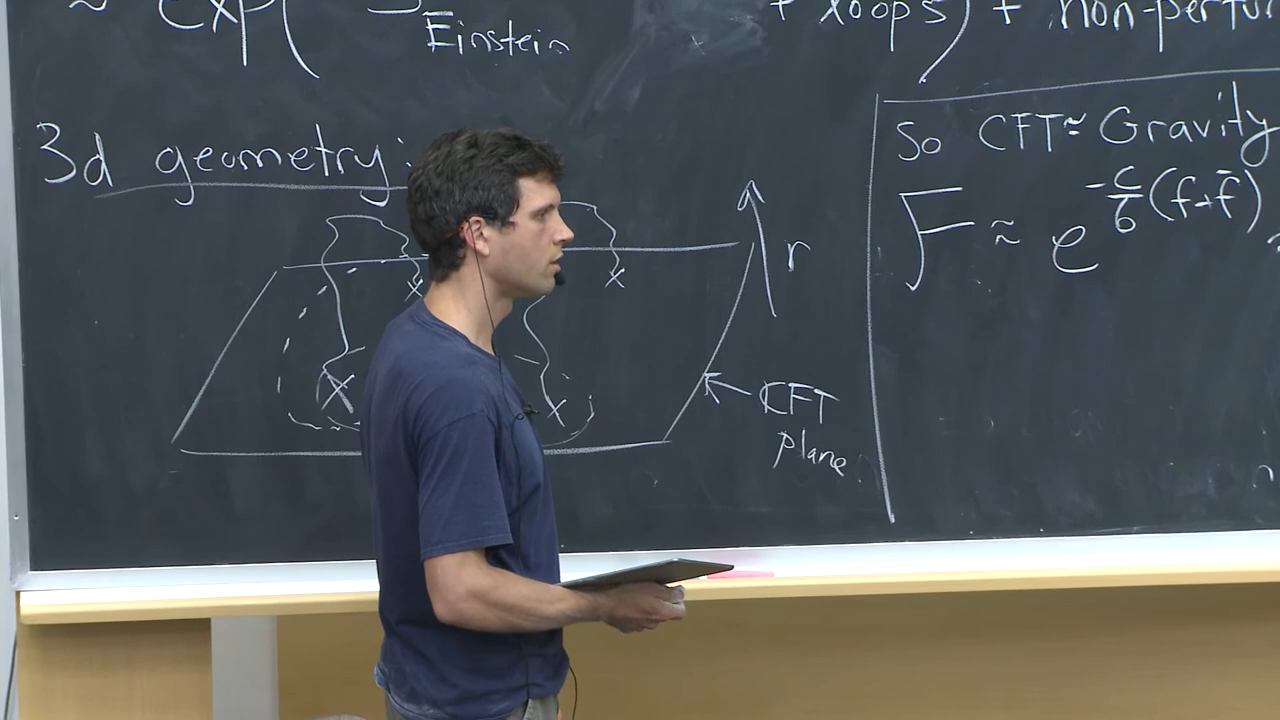 ≈ exp(
Einstein
+ loops) + non-pertur
3d geometry:
r
x
x
x
x
CFT
plane
So CFT ≈ Gravity
F ≈ e^{-c/6 (f+f̄)}